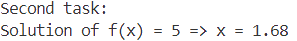 Second task:
Solution of f(x) = 5 => x = 1.68